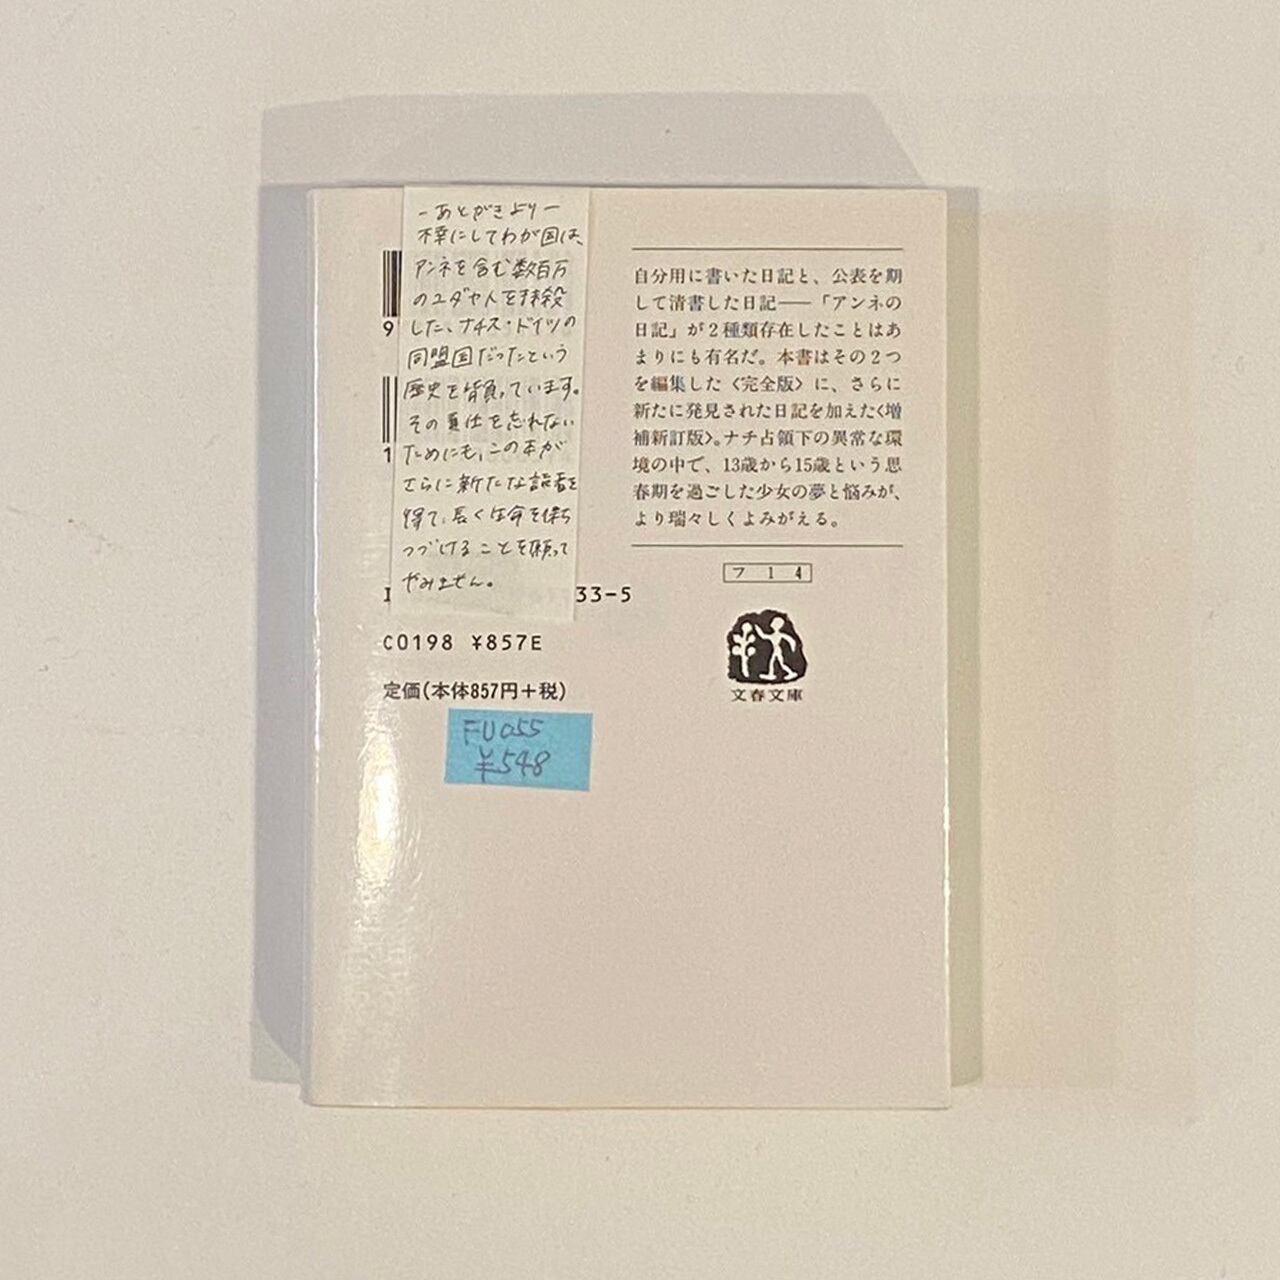 －あとがきより－
不幸にしてわが国は、
アンネを含む数百万
のユダヤ人を抹殺
した、ナチス・ドイツの
同盟国だったという
歴史を背負っています。
その責任を忘れない
ためにも、この本が
さらに新たな読者を
得て、長く生命を保ち
つづけることを願って
やみません。
9
1
I
33-5
C0198 ¥857E
定価(本体857円+税)
FU055
¥548
自分用に書いた日記と、公表を期
して清書した日記――「アンネの
日記」が2種類存在したことはあ
まりにも有名だ。本書はその2つ
を編集した〈完全版〉に、さらに
新たに発見された日記を加えた〈増
補新訂版〉。ナチ占領下の異常な環
境の中で、13歳から15歳という思
春期を過ごした少女の夢と悩みが、
より瑞々しくよみがえる。
フ 1 4
文春文庫